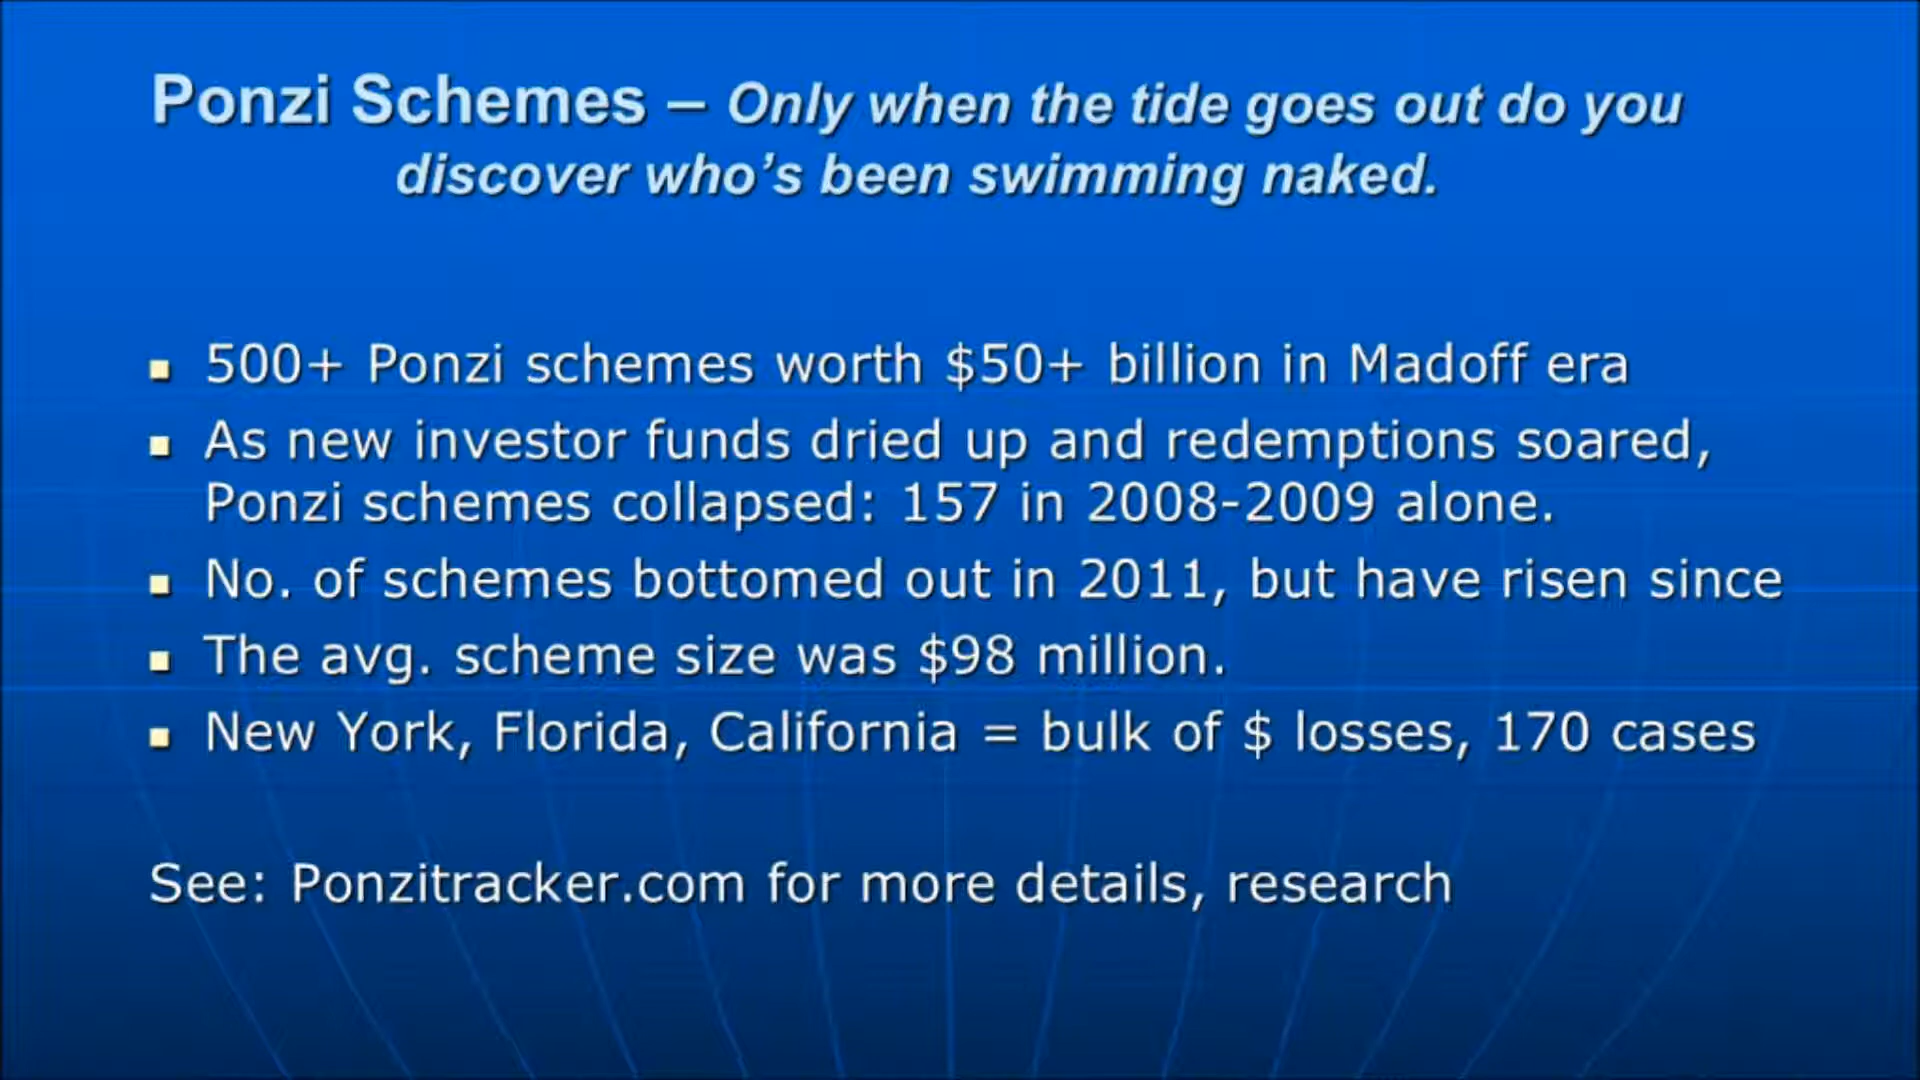 Ponzi Schemes – Only when the tide goes out do you
discover who’s been swimming naked.
▪ 500+ Ponzi schemes worth $50+ billion in Madoff era
▪ As new investor funds dried up and redemptions soared,
Ponzi schemes collapsed: 157 in 2008-2009 alone.
▪ No. of schemes bottomed out in 2011, but have risen since
▪ The avg. scheme size was $98 million.
▪ New York, Florida, California = bulk of $ losses, 170 cases
See: Ponzitracker.com for more details, research